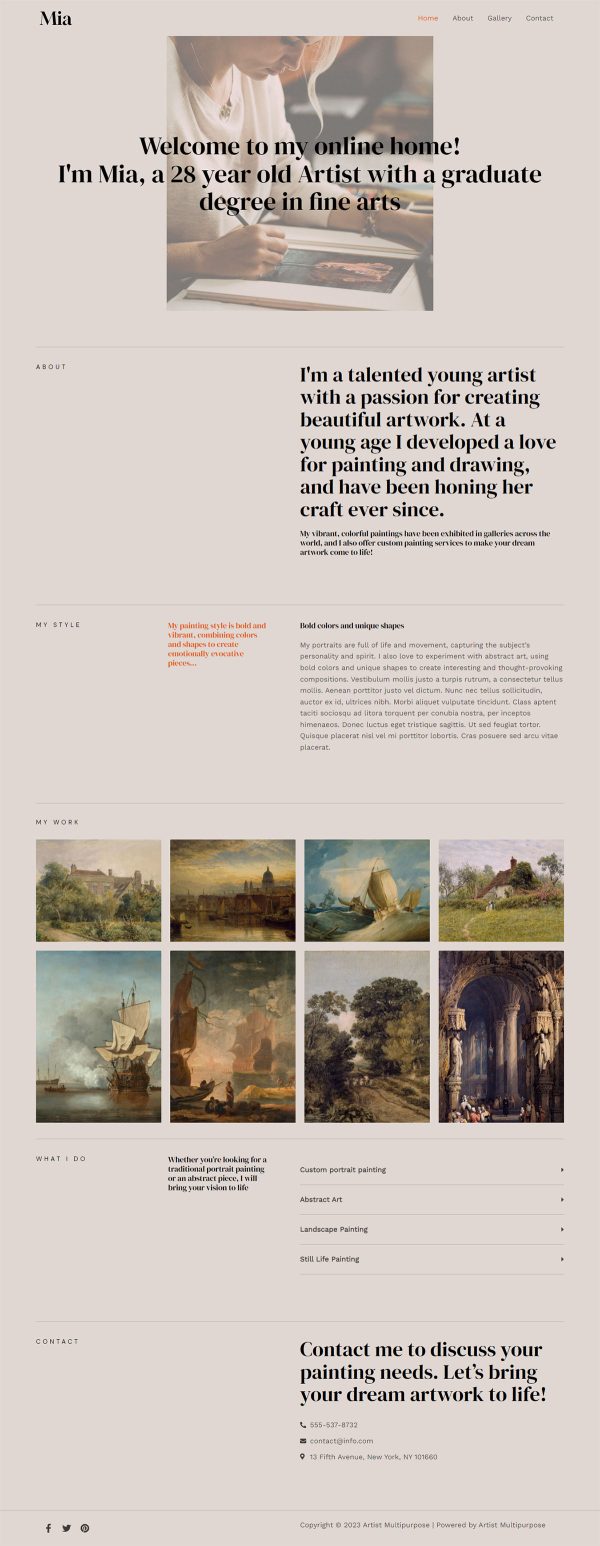 Mia
Home About Gallery Contact
Welcome to my online home!
I'm Mia, a 28 year old Artist with a graduate
degree in fine arts
ABOUT
I'm a talented young artist
with a passion for creating
beautiful artwork. At a
young age I developed a love
for painting and drawing,
and have been honing her
craft ever since.
My vibrant, colorful paintings have been exhibited in galleries across the
world, and I also offer custom painting services to make your dream
artwork come to life!
MY STYLE
My painting style is bold and
vibrant, combining colors
and shapes to create
emotionally evocative
pieces...
Bold colors and unique shapes
My portraits are full of life and movement, capturing the subject's
personality and spirit. I also love to experiment with abstract art, using
bold colors and unique shapes to create interesting and thought-provoking
compositions. Vestibulum mollis justo a turpis rutrum, a consectetur tellus
mollis. Aenean porttitor justo vel dictum. Nunc nec tellus sollicitudin,
auctor ex id, ultrices nibh. Morbi aliquet vulputate tincidunt. Class aptent
taciti sociosqu ad litora torquent per conubia nostra, per inceptos
himenaeos. Donec luctus eget tristique sagittis. Ut sed feugiat tortor.
Quisque placerat nisl vel mi porttitor lobortis. Cras posuere sed arcu vitae
placerat.
MY WORK
WHAT I DO
Whether you're looking for a
traditional portrait painting
or an abstract piece, I will
bring your vision to life
Custom portrait painting
Abstract Art
Landscape Painting
Still Life Painting
CONTACT
Contact me to discuss your
painting needs. Let's bring
your dream artwork to life!
555-537-8732
contact@info.com
13 Fifth Avenue, New York, NY 101660
Copyright © 2023 Artist Multipurpose | Powered by Artist Multipurpose